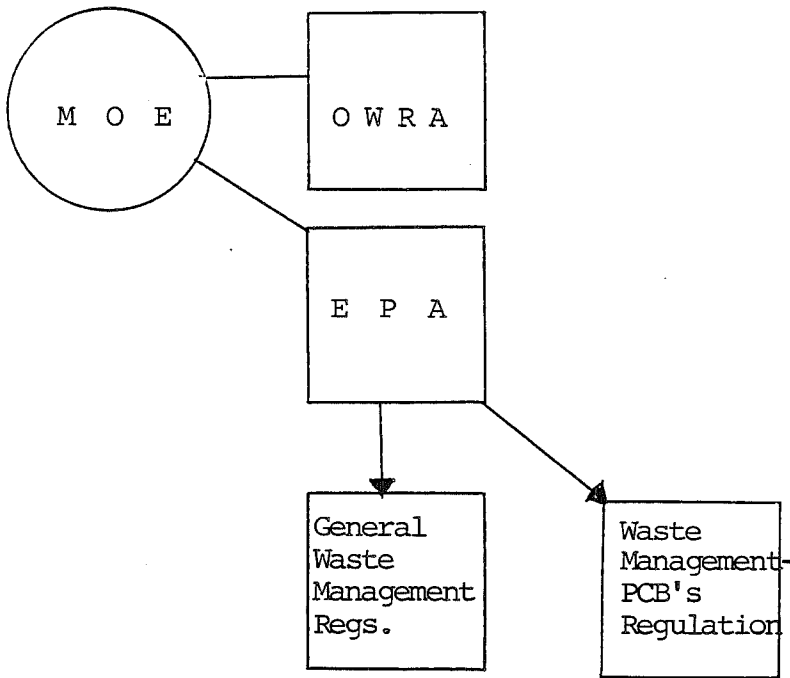 M O E
O W R A
E P A
General
Waste
Management
Regs.
Waste
Management-
PCB's
Regulation